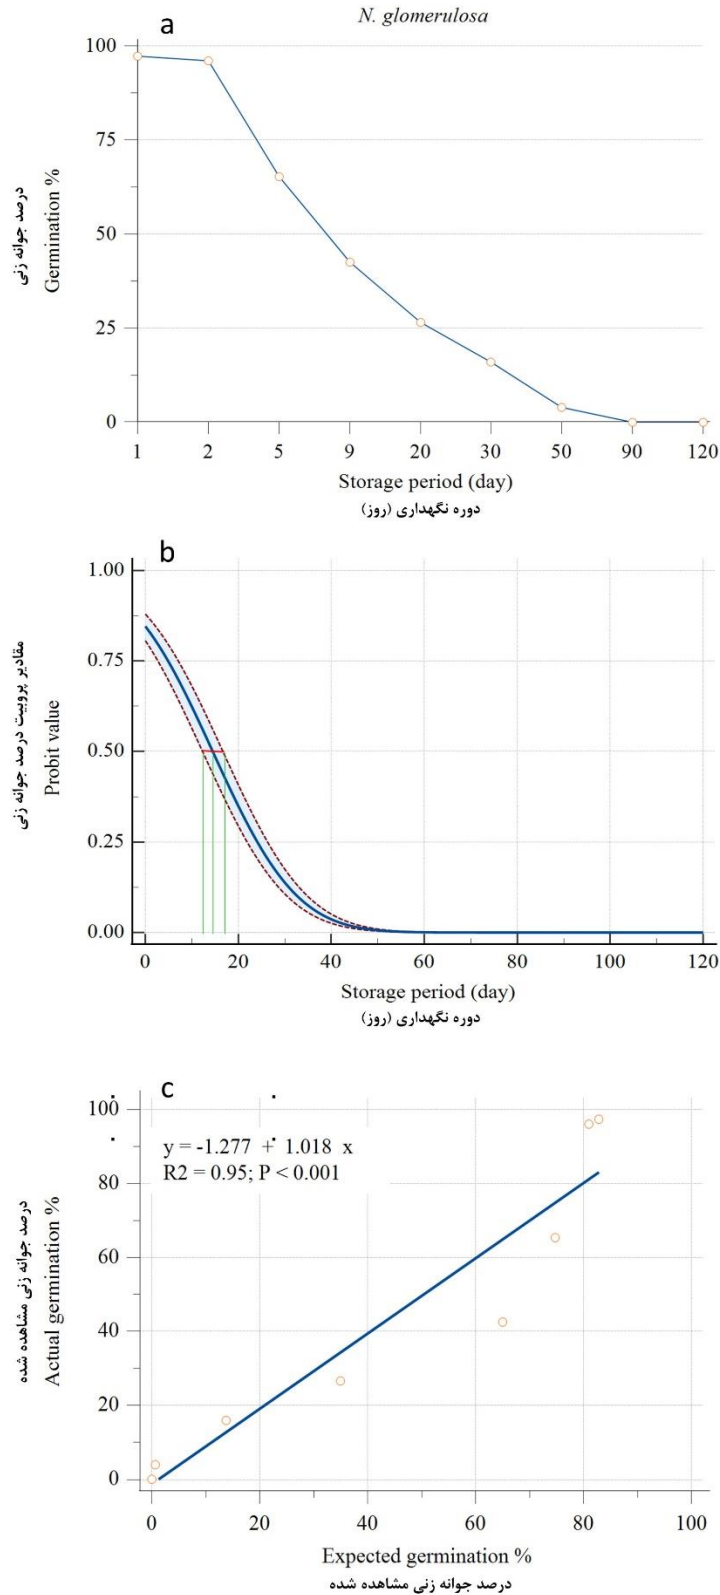 N. glomerulosa
a
100
75
50
25
0
درصد جوانه زنی
Germination %
1 2 5 9 20 30 50 90 120
Storage period (day)
دوره نگهداری (روز)
b
1.00
0.75
0.50
0.25
0.00
مقادیر پروبیت درصد جوانه زنی
Probit value
0 20 40 60 80 100 120
Storage period (day)
دوره نگهداری (روز)
c
y = -1.277 + 1.018 x
R2 = 0.95; P < 0.001
100
80
60
40
20
0
درصد جوانه زنی مشاهده شده
Actual germination %
0 20 40 60 80 100
Expected germination %
درصد جوانه زنی مشاهده شده